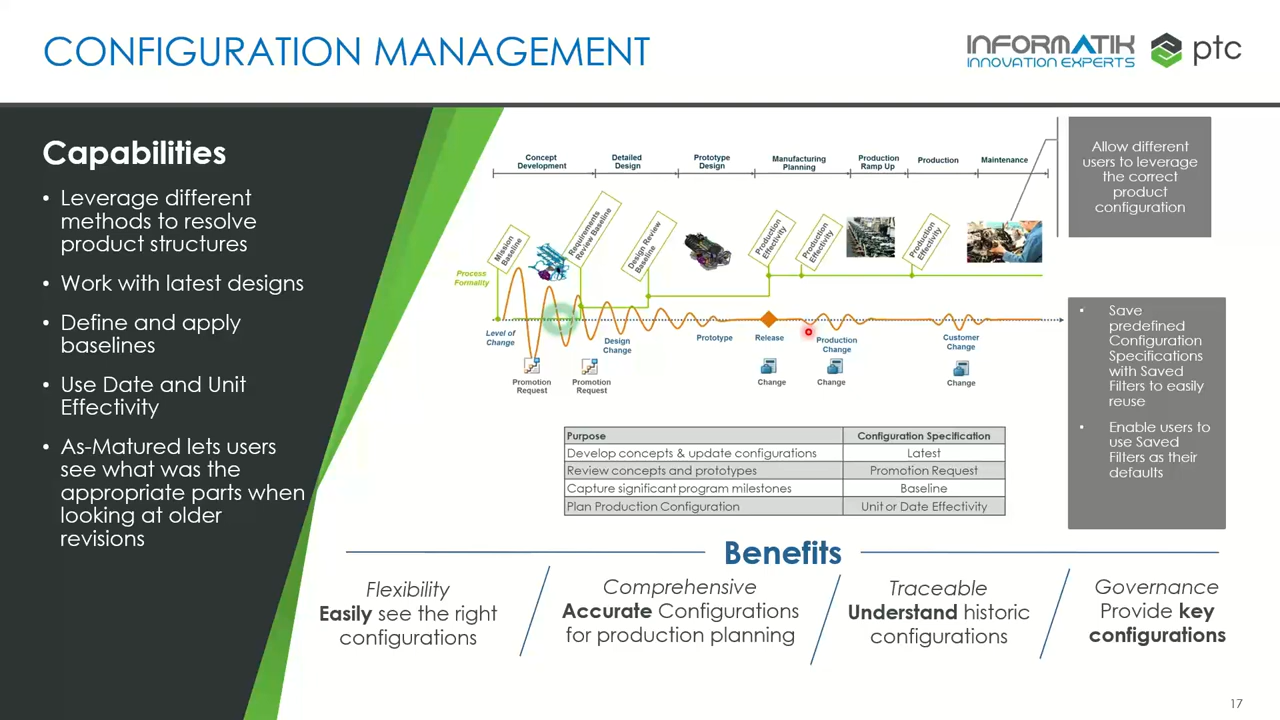 CONFIGURATION MANAGEMENT
INFORMATIK
INNOVATION EXPERTS
ptc
Capabilities
• Leverage different
methods to resolve
product structures
• Work with latest designs
• Define and apply
baselines
• Use Date and Unit
Effectivity
• As-Matured lets users
see what was the
appropriate parts when
looking at older
revisions
Concept
Development
Detailed
Design
Prototype
Design
Manufacturing
Planning
Production
Ramp Up
Production
Maintenance
Process
Formality
Mission
Baseline
Requirements
Review Baseline
Design Review
Baseline
Production
Effectivity
Production
Effectivity
Production
Effectivity
Level of
Change
Design
Change
Prototype
Release
Production
Change
Customer
Change
Promotion
Request
Promotion
Request
Change
Change
Change
Allow different
users to leverage
the correct
product
configuration
• Save
predefined
Configuration
Specifications
with Saved
Filters to easily
reuse
• Enable users to
use Saved
Filters as their
defaults
Purpose Configuration Specification
Develop concepts & update configurations Latest
Review concepts and prototypes Promotion Request
Capture significant program milestones Baseline
Plan Production Configuration Unit or Date Effectivity
Benefits
Flexibility
Easily see the right
configurations
Comprehensive
Accurate Configurations
for production planning
Traceable
Understand historic
configurations
Governance
Provide key
configurations
17